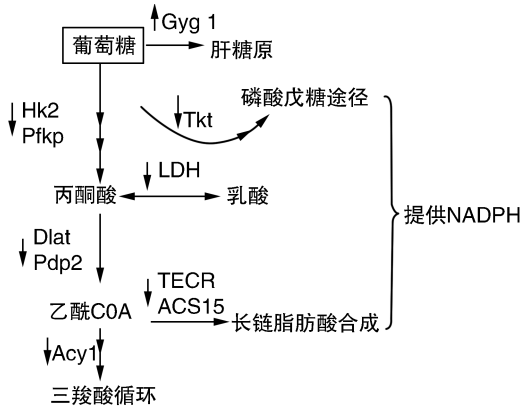 Gyg 1
葡萄糖
肝糖原
磷酸戊糖途径
Hk2
Pfkp
Tkt
LDH
丙酮酸
乳酸
提供NADPH
Dlat
Pdp2
TECR
ACS15
乙酰C0A
长链脂肪酸合成
Acy1
三羧酸循环